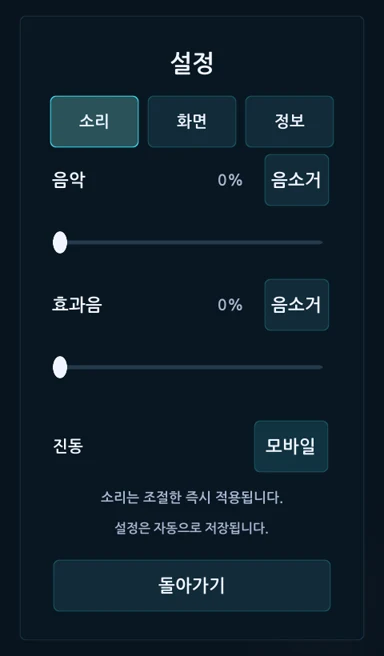 설정
소리 화면 정보
음악 0% 음소거
효과음 0% 음소거
진동 모바일
소리는 조절한 즉시 적용됩니다.
설정은 자동으로 저장됩니다.
돌아가기